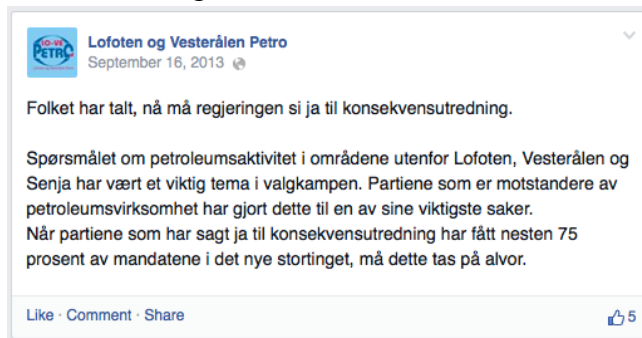 LO-VE
PETRO
Lofoten og Vesterålen Petro
September 16, 2013
Folket har talt, nå må regjeringen si ja til konsekvensutredning.
Spørsmålet om petroleumsaktivitet i områdene utenfor Lofoten, Vesterålen og
Senja har vært et viktig tema i valgkampen. Partiene som er motstandere av
petroleumsvirksomhet har gjort dette til en av sine viktigste saker.
Når partiene som har sagt ja til konsekvensutredning har fått nesten 75
prosent av mandatene i det nye stortinget, må dette tas på alvor.
Like · Comment · Share 5